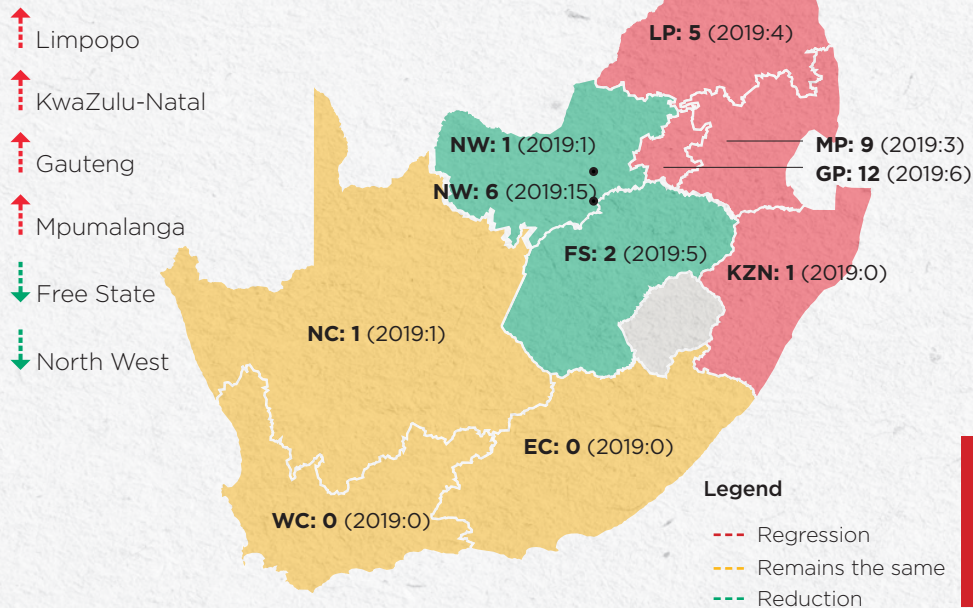 Limpopo
KwaZulu-Natal
Gauteng
Mpumalanga
Free State
North West
LP: 5 (2019:4)
NW: 1 (2019:1)
MP: 9 (2019:3)
GP: 12 (2019:6)
NW: 6 (2019:15)
FS: 2 (2019:5)
KZN: 1 (2019:0)
NC: 1 (2019:1)
EC: 0 (2019:0)
WC: 0 (2019:0)
Legend
Regression
Remains the same
Reduction